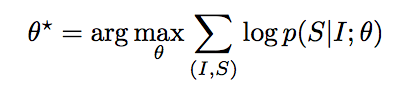 θ⋆ = arg max_θ ∑_(I,S) log p(S|I; θ)